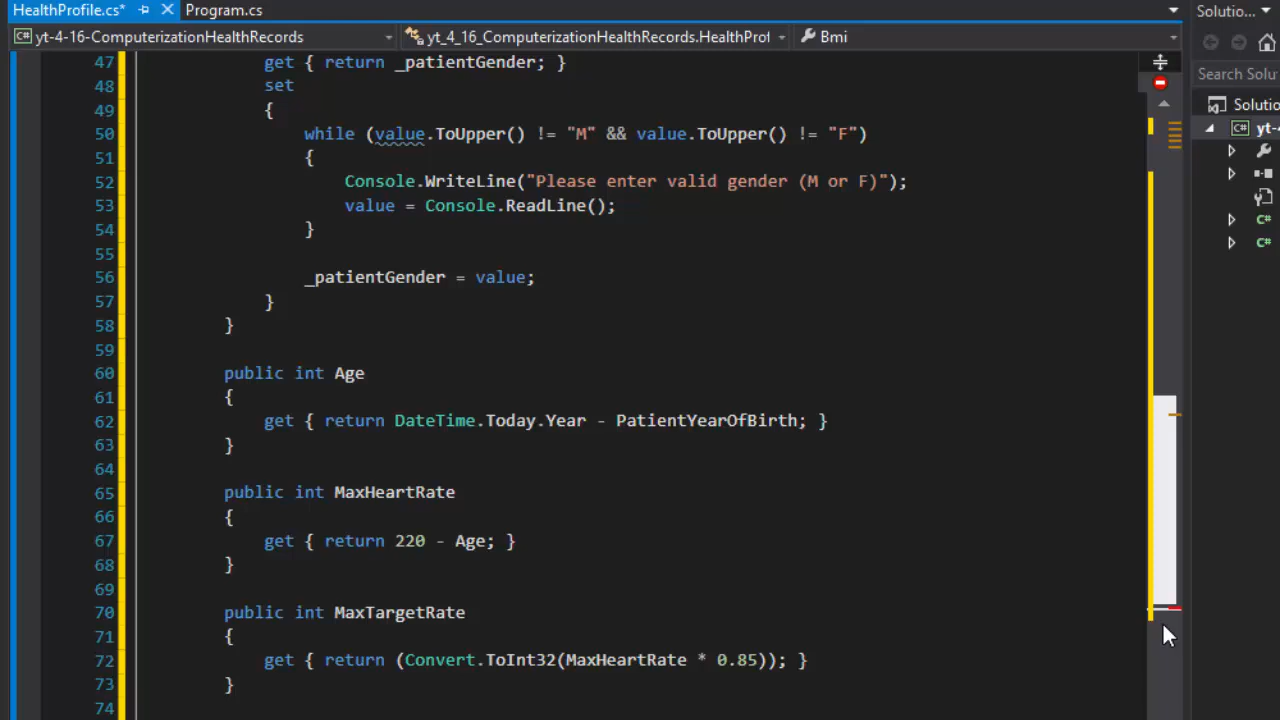 HealthProfile.cs* Program.cs Solutio...
yt-4-16-ComputerizationHealthRecords yt_4_16_ComputerizationHealthRecords.HealthProf Bmi
47 get { return _patientGender; }
48 set
Search Solu
49 {
Solutio
50 while (value.ToUpper() != "M" && value.ToUpper() != "F")
yt-4
51 {
52 Console.WriteLine("Please enter valid gender (M or F)");
53 value = Console.ReadLine();
54 }
55
56 _patientGender = value;
57 }
58 }
59
60 public int Age
61 {
62 get { return DateTime.Today.Year - PatientYearOfBirth; }
63 }
64
65 public int MaxHeartRate
66 {
67 get { return 220 - Age; }
68 }
69
70 public int MaxTargetRate
71 {
72 get { return (Convert.ToInt32(MaxHeartRate * 0.85)); }
73 }
74